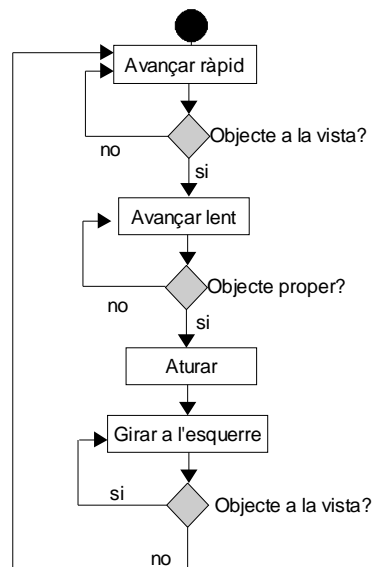 Avançar ràpid
Objecte a la vista?
no
si
Avançar lent
Objecte proper?
no
si
Aturar
Girar a l'esquerre
si
Objecte a la vista?
no